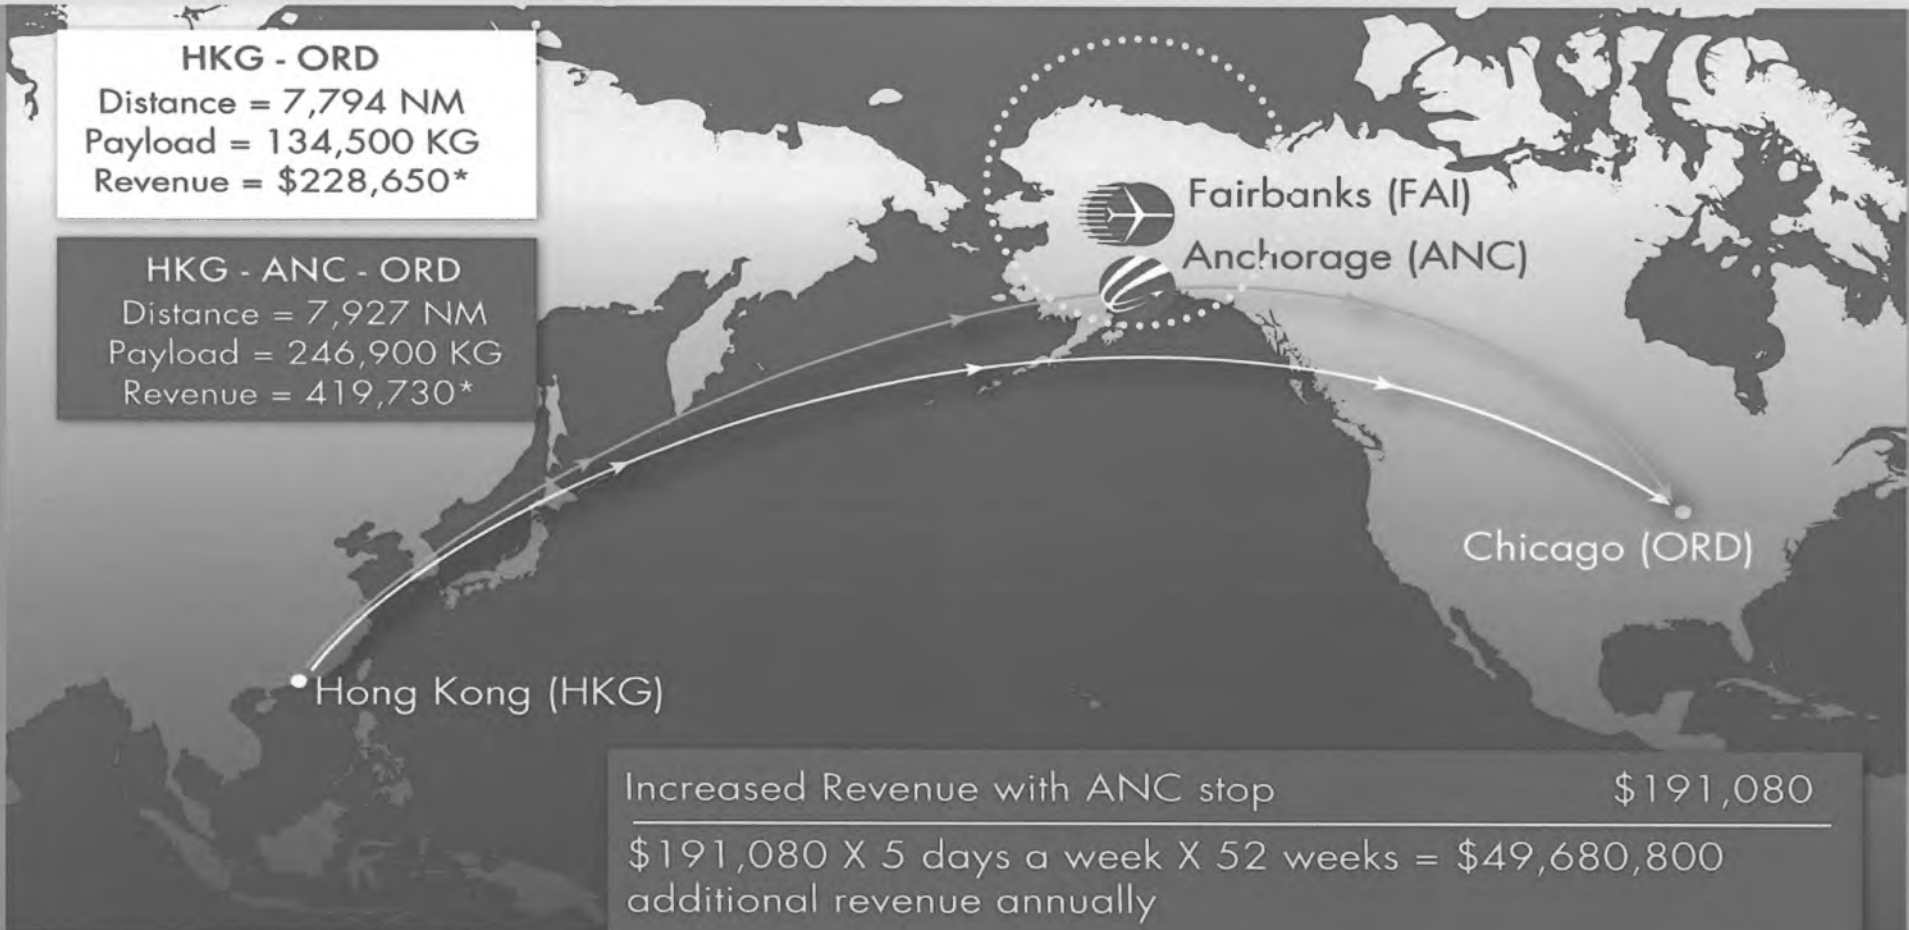 HKG - ORD
Distance = 7,794 NM
Payload = 134,500 KG
Revenue = $228,650*
HKG - ANC - ORD
Distance = 7,927 NM
Payload = 246,900 KG
Revenue = 419,730*
Fairbanks (FAI)
Anchorage (ANC)
Chicago (ORD)
Hong Kong (HKG)
Increased Revenue with ANC stop $191,080
$191,080 X 5 days a week X 52 weeks = $49,680,800
additional revenue annually